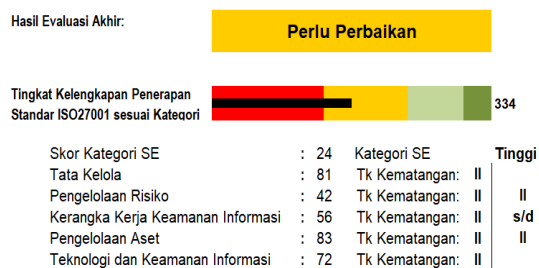 Hasil Evaluasi Akhir:
Perlu Perbaikan
Tingkat Kelengkapan Penerapan
Standar ISO27001 sesuai Kategori
334
Skor Kategori SE : 24 Kategori SE Tinggi
Tata Kelola : 81 Tk Kematangan: II
Pengelolaan Risiko : 42 Tk Kematangan: II II
Kerangka Kerja Keamanan Informasi : 56 Tk Kematangan: II s/d
Pengelolaan Aset : 83 Tk Kematangan: II II
Teknologi dan Keamanan Informasi : 72 Tk Kematangan: II